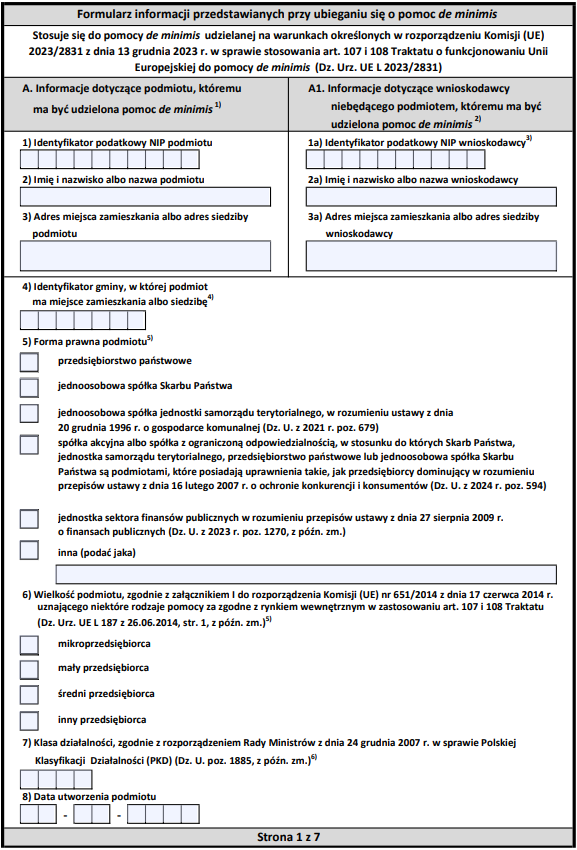 Formularz informacji przedstawianych przy ubieganiu się o pomoc de minimis
Stosuje się do pomocy de minimis udzielanej na warunkach określonych w rozporządzeniu Komisji (UE)
2023/2831 z dnia 13 grudnia 2023 r. w sprawie stosowania art. 107 i 108 Traktatu o funkcjonowaniu Unii
Europejskiej do pomocy de minimis (Dz. Urz. UE L 2023/2831)
A. Informacje dotyczące podmiotu, któremu
ma być udzielona pomoc de minimis 1)
1) Identyfikator podatkowy NIP podmiotu
2) Imię i nazwisko albo nazwa podmiotu
3) Adres miejsca zamieszkania albo adres siedziby
podmiotu
A1. Informacje dotyczące wnioskodawcy
niebędącego podmiotem, któremu ma być
udzielona pomoc de minimis 2)
1a) Identyfikator podatkowy NIP wnioskodawcy3)
2a) Imię i nazwisko albo nazwa wnioskodawcy
3a) Adres miejsca zamieszkania albo adres siedziby
wnioskodawcy
4) Identyfikator gminy, w której podmiot
ma miejsce zamieszkania albo siedzibę4)
5) Forma prawna podmiotu5)
przedsiębiorstwo państwowe
jednoosobowa spółka Skarbu Państwa
jednoosobowa spółka jednostki samorządu terytorialnego, w rozumieniu ustawy z dnia
20 grudnia 1996 r. o gospodarce komunalnej (Dz. U. z 2021 r. poz. 679)
spółka akcyjna albo spółka z ograniczoną odpowiedzialnością, w stosunku do których Skarb Państwa,
jednostka samorządu terytorialnego, przedsiębiorstwo państwowe lub jednoosobowa spółka Skarbu
Państwa są podmiotami, które posiadają uprawnienia takie, jak przedsiębiorcy dominujący w rozumieniu
przepisów ustawy z dnia 16 lutego 2007 r. o ochronie konkurencji i konsumentów (Dz. U. z 2024 r. poz. 594)
jednostka sektora finansów publicznych w rozumieniu przepisów ustawy z dnia 27 sierpnia 2009 r.
o finansach publicznych (Dz. U. z 2023 r. poz. 1270, z późn. zm.)
inna (podać jaka)
6) Wielkość podmiotu, zgodnie z załącznikiem I do rozporządzenia Komisji (UE) nr 651/2014 z dnia 17 czerwca 2014 r.
uznającego niektóre rodzaje pomocy za zgodne z rynkiem wewnętrznym w zastosowaniu art. 107 i 108 Traktatu
(Dz. Urz. UE L 187 z 26.06.2014, str. 1, z późn. zm.)5)
mikroprzedsiębiorca
mały przedsiębiorca
średni przedsiębiorca
inny przedsiębiorca
7) Klasa działalności, zgodnie z rozporządzeniem Rady Ministrów z dnia 24 grudnia 2007 r. w sprawie Polskiej
Klasyfikacji Działalności (PKD) (Dz. U. poz. 1885, z późn. zm.)6)
8) Data utworzenia podmiotu
- -
Strona 1 z 7